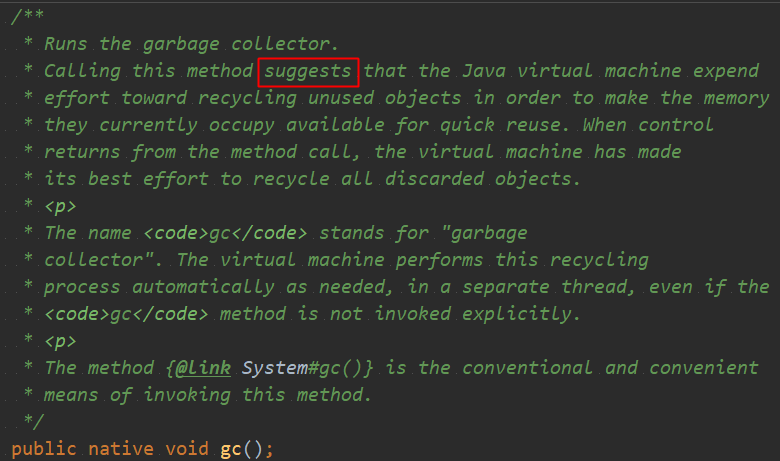 /**
* Runs the garbage collector.
* Calling this method suggests that the Java virtual machine expend
* effort toward recycling unused objects in order to make the memory
* they currently occupy available for quick reuse. When control
* returns from the method call, the virtual machine has made
* its best effort to recycle all discarded objects.
* <p>
* The name <code>gc</code> stands for "garbage
* collector". The virtual machine performs this recycling
* process automatically as needed, in a separate thread, even if the
* <code>gc</code> method is not invoked explicitly.
* <p>
* The method {@link System#gc()} is the conventional and convenient
* means of invoking this method.
*/
public native void gc();